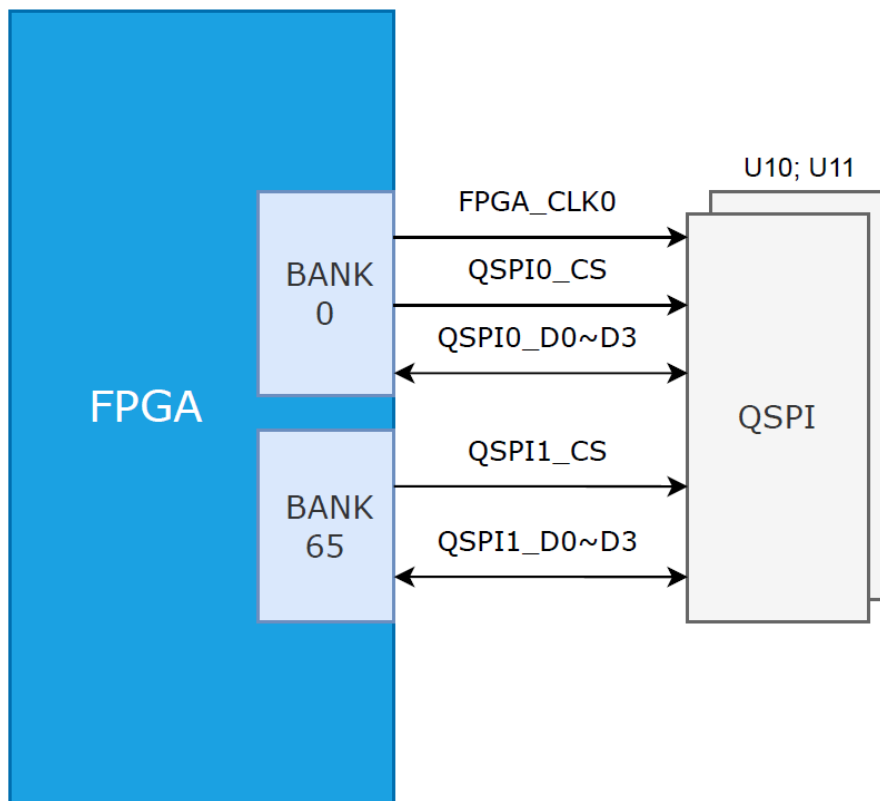 U10; U11
FPGA_CLK0
BANK
0
QSPI0_CS
QSPI0_D0~D3
FPGA
QSPI
BANK
65
QSPI1_CS
QSPI1_D0~D3